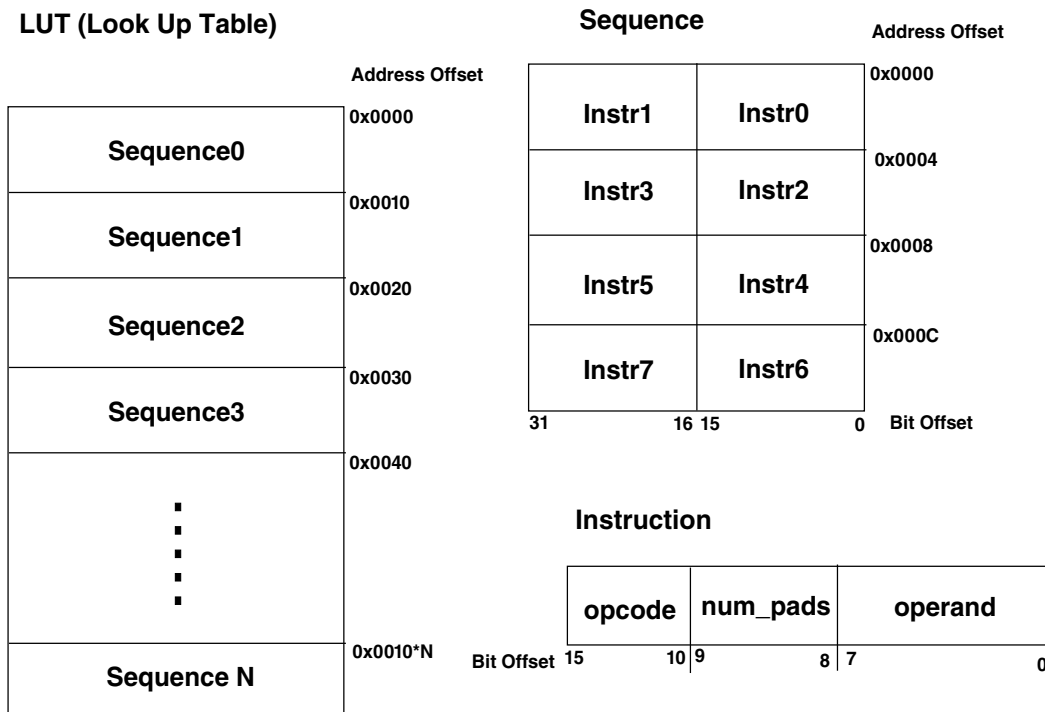 LUT (Look Up Table)
Address Offset
0x0000
Sequence0
0x0010
Sequence1
0x0020
Sequence2
0x0030
Sequence3
0x0040
0x0010*N
Sequence N
Sequence
Address Offset
0x0000
Instr1 Instr0
0x0004
Instr3 Instr2
0x0008
Instr5 Instr4
0x000C
Instr7 Instr6
31 16 15 0 Bit Offset
Instruction
opcode num_pads operand
Bit Offset 15 10 9 8 7 0